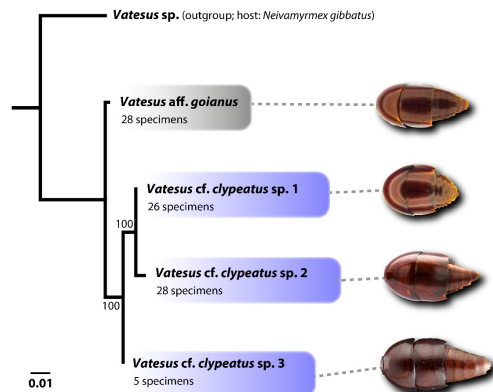 Vatesus sp. (outgroup; host: Neivamyrmex gibbatus)
Vatesus aff. goianus
28 specimens
Vatesus cf. clypeatus sp. 1
26 specimens
100
Vatesus cf. clypeatus sp. 2
28 specimens
100
Vatesus cf. clypeatus sp. 3
5 specimens
0.01